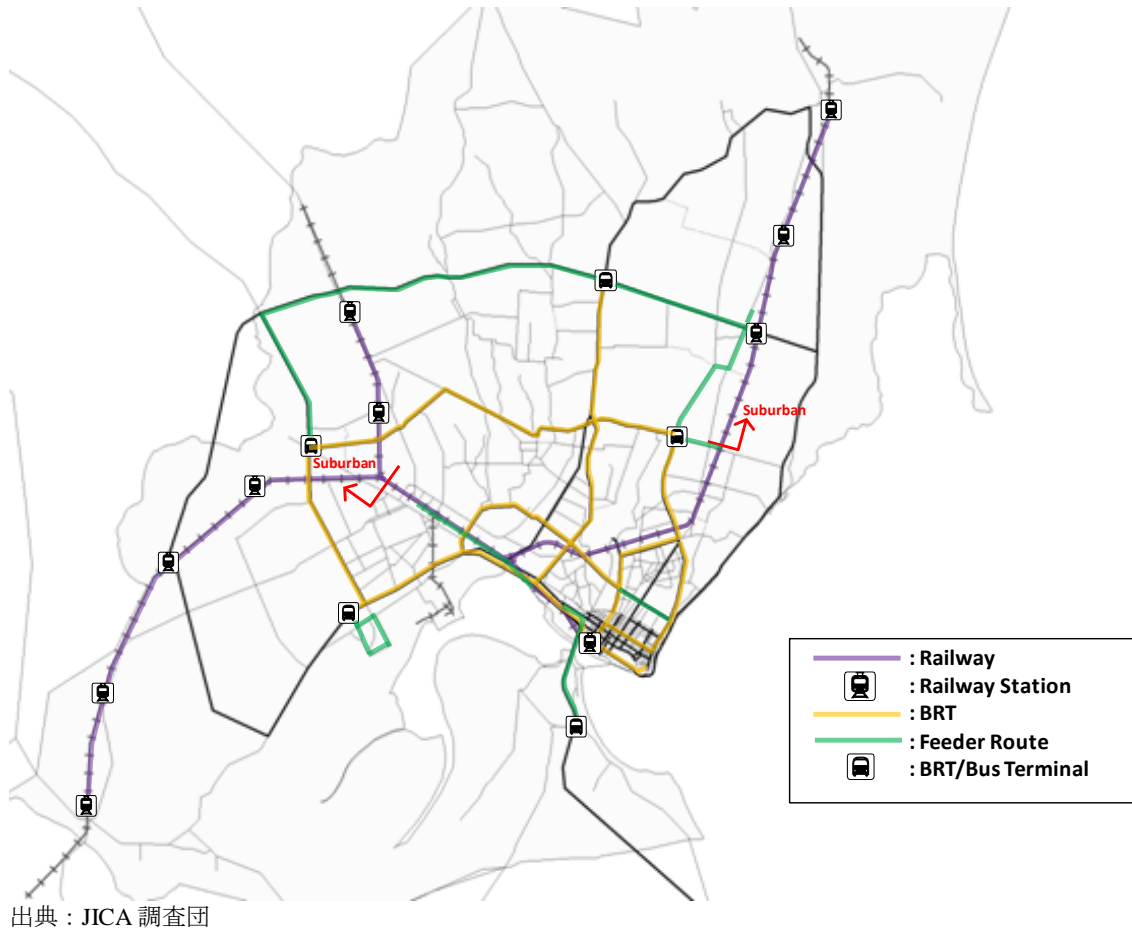 Suburban
Suburban
: Railway
: Railway Station
: BRT
: Feeder Route
: BRT/Bus Terminal
出典：JICA 調査団